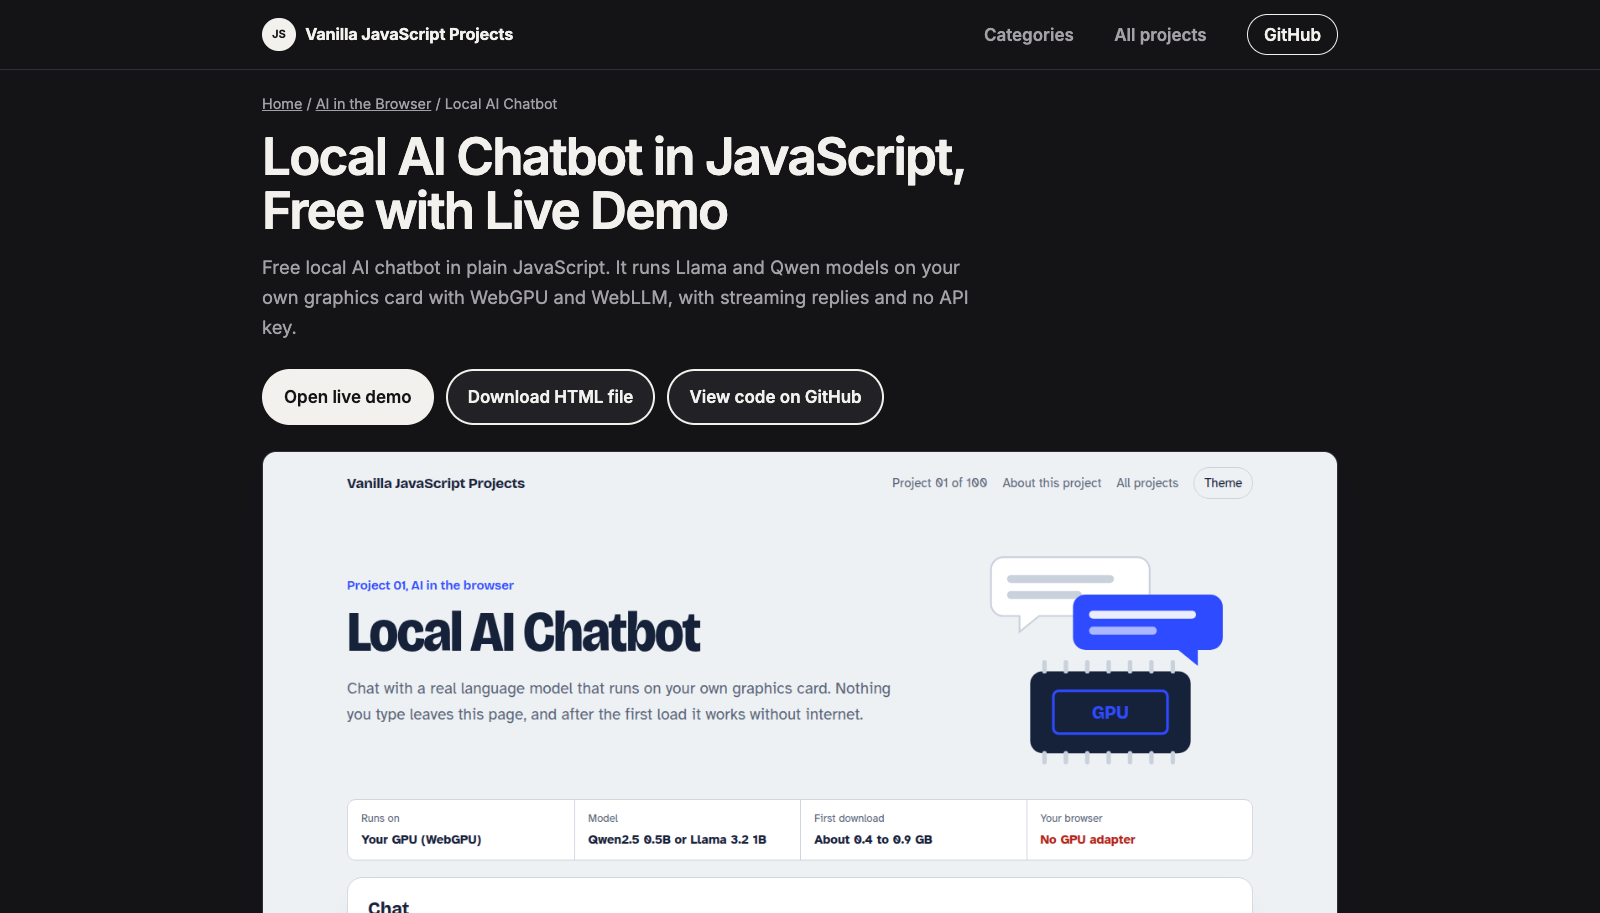 JS Vanilla JavaScript Projects
Categories All projects GitHub
Home / AI in the Browser / Local AI Chatbot
Local AI Chatbot in JavaScript,
Free with Live Demo
Free local AI chatbot in plain JavaScript. It runs Llama and Qwen models on your
own graphics card with WebGPU and WebLLM, with streaming replies and no API
key.
Open live demo Download HTML file View code on GitHub
Vanilla JavaScript Projects
Project 01 of 100 About this project All projects Theme
Project 01, AI in the browser
Local AI Chatbot
Chat with a real language model that runs on your own graphics card. Nothing
you type leaves this page, and after the first load it works without internet.
GPU
Runs on
Your GPU (WebGPU)
Model
Qwen2.5 0.5B or Llama 3.2 1B
First download
About 0.4 to 0.9 GB
Your browser
No GPU adapter
Chat